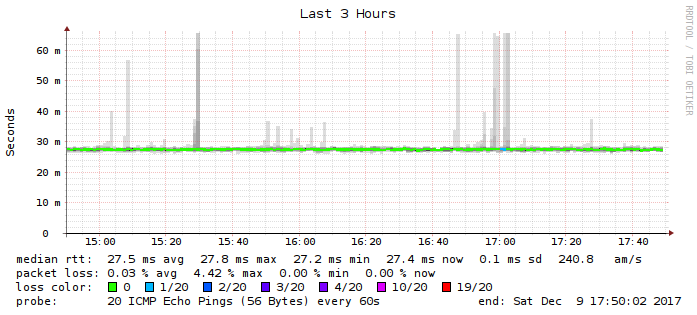 Last 3 Hours
RRDTOOL / TOBI OETIKER
Seconds
60 m
50 m
40 m
30 m
20 m
10 m
0
15:00 15:20 15:40 16:00 16:20 16:40 17:00 17:20 17:40
median rtt: 27.5 ms avg 27.8 ms max 27.2 ms min 27.4 ms now 0.1 ms sd 240.8 am/s
packet loss: 0.03 % avg 4.42 % max 0.00 % min 0.00 % now
loss color: 0 1/20 2/20 3/20 4/20 10/20 19/20
probe: 20 ICMP Echo Pings (56 Bytes) every 60s end: Sat Dec 9 17:50:02 2017